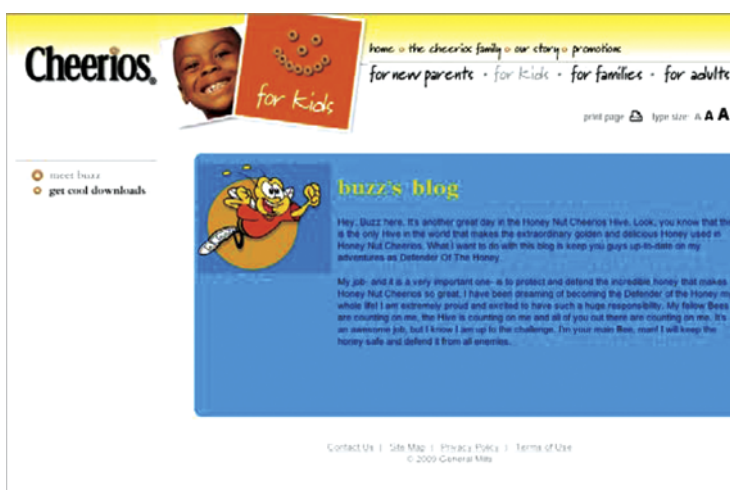 Cheerios®
for kids
home the cheerios family our story promotions
for new parents · for kids · for families · for adults
print page type size: A A A
meet buzz
get cool downloads
buzz's blog
Hey, Buzz here. It's another great day in the Honey Nut Cheerios Hive. Look, you know that
is the only Hive in the world that makes the extraordinary golden and delicious Honey used in
Honey Nut Cheerios. What I want to do with this blog is keep you guys up-to-date on my
adventures as Defender Of The Honey.
My job- and it is a very important one- is to protect and defend the incredible honey that makes
Honey Nut Cheerios so great. I have been dreaming of becoming the Defender of the Honey
whole life! I am extremely proud and excited to have such a huge responsibility. My fellow Bees
are counting on me, the Hive is counting on me and all of you out there are counting on me. It's
an awesome job, but I know I am up to the challenge. I'm your main Bee, man! I will keep the
honey safe and defend it from all enemies.
Contact Us | Site Map | Privacy Policy | Terms of Use
© 2009 General Mills